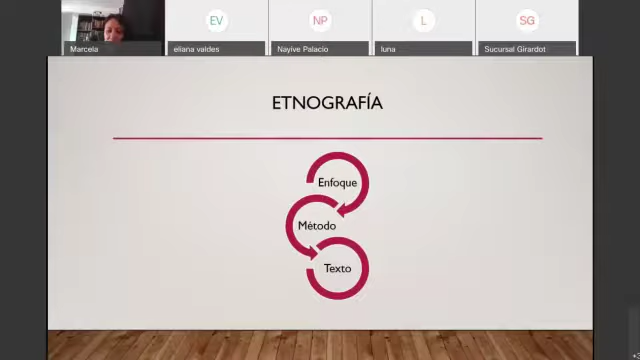 EV
NP
L
SG
Marcela
eliana valdes
Nayive Palacio
luna
Sucursal Girardot
ETNOGRAFÍA
Enfoque
Método
Texto